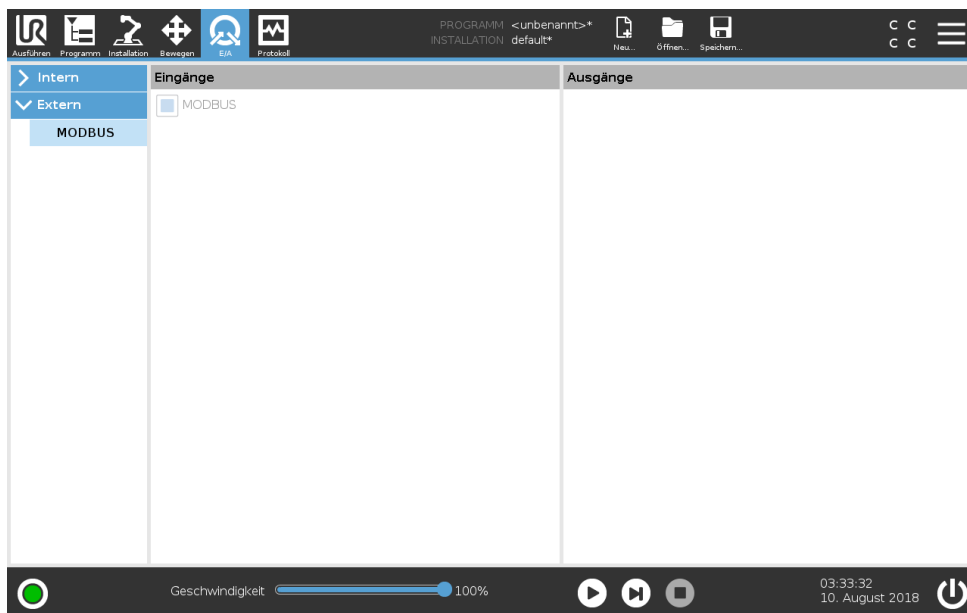 UR
Ausführen Programm Installation Bewegen E/A Protokoll
PROGRAMM <unbenannt>*
INSTALLATION default*
Neu... Öffnen... Speichern...
C C
C C
Intern
Extern
MODBUS
Eingänge
MODBUS
Ausgänge
Geschwindigkeit 100%
03:33:32
10. August 2018